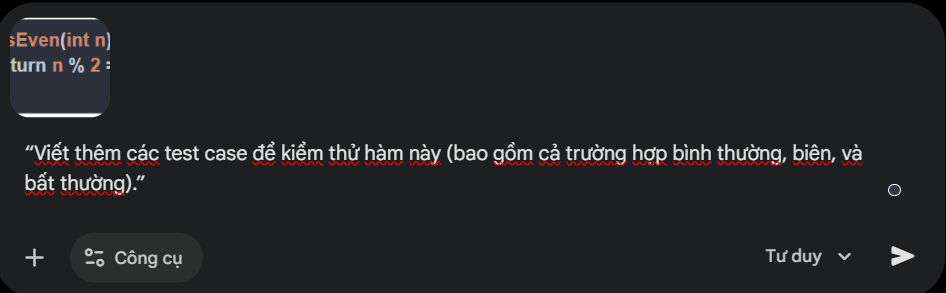 sEven(int n)
turn n % 2 =
“Viết thêm các test case để kiểm thử hàm này (bao gồm cả trường hợp bình thường, biên, và
bất thường).”
Công cụ
Tư duy